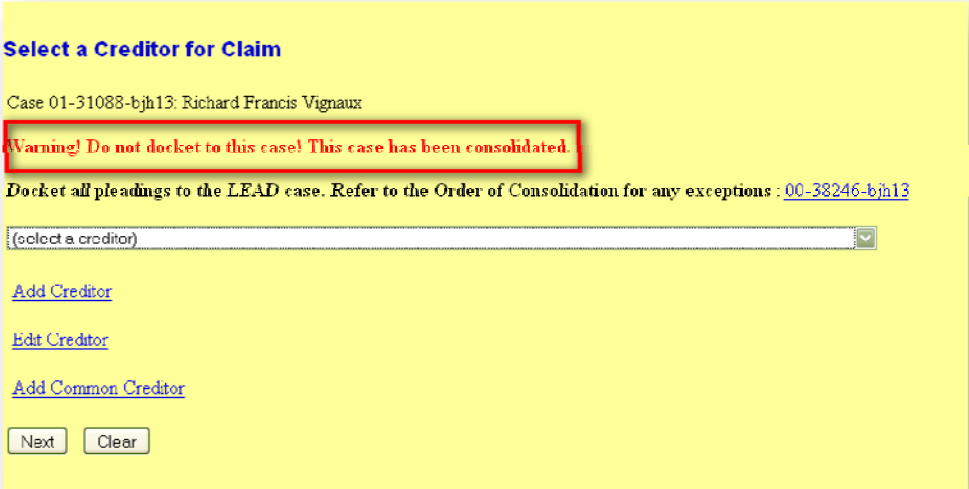 Select a Creditor for Claim
Case 01-31088-bjh13: Richard Francis Vignaux
Warning! Do not docket to this case! This case has been consolidated.
Docket all pleadings to the LEAD case. Refer to the Order of Consolidation for any exceptions : 00-38246-bjh13
(select a creditor)
Add Creditor
Edit Creditor
Add Common Creditor
Next Clear